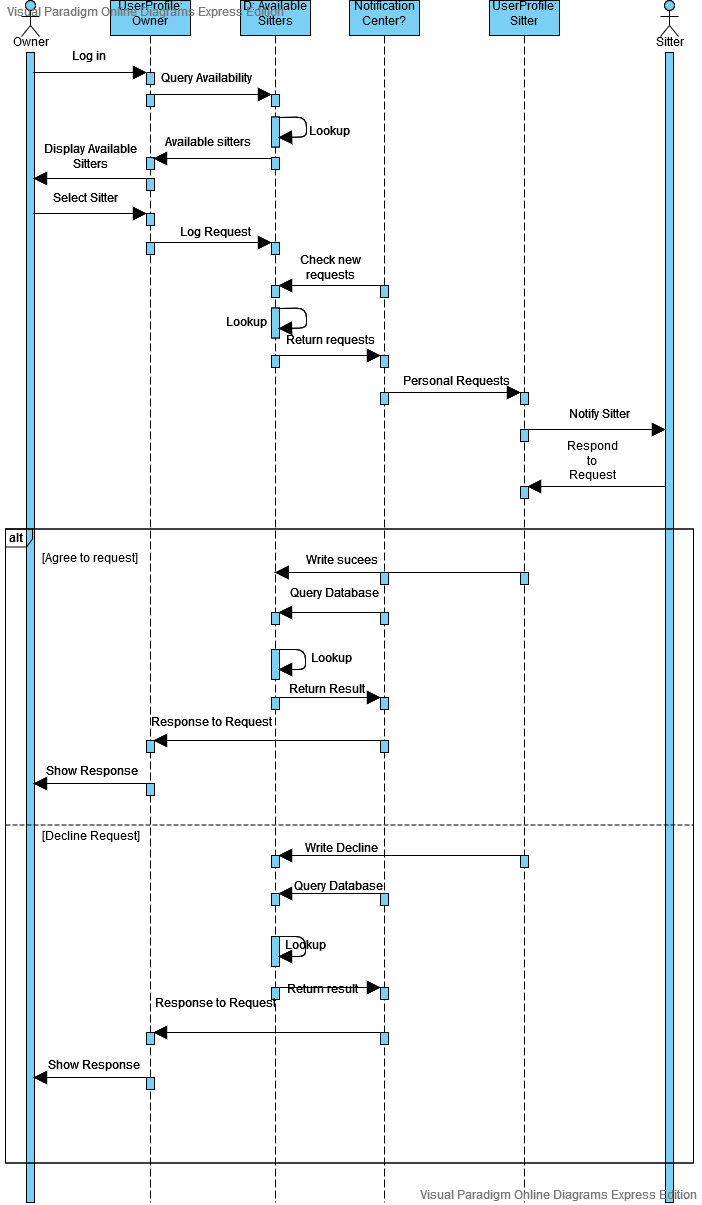 Visual Paradigm Online Diagrams Express Edition
UserProfile:
Owner
D: Available
Sitters
Notification
Center?
UserProfile:
Sitter
Owner
Sitter
Log in
Query Availability
Lookup
Available sitters
Display Available
Sitters
Select Sitter
Log Request
Check new
requests
Lookup
Return requests
Personal Requests
Notify Sitter
Respond
to
Request
alt
[Agree to request]
Write sucees
Query Database
Lookup
Return Result
Response to Request
Show Response
[Decline Request]
Write Decline
Query Database
Lookup
Return result
Response to Request
Show Response
Visual Paradigm Online Diagrams Express Edition